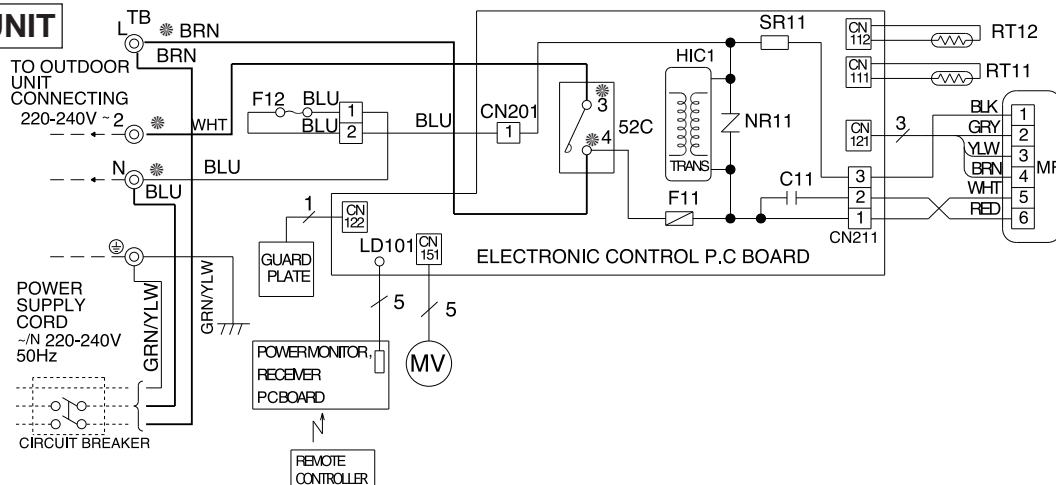 UNIT
TB
L
BRN
BRN
TO OUTDOOR
UNIT
CONNECTING
220-240V ~
2
WHT
N
BLU
BLU
F12
BLU
BLU
1
2
BLU
CN201
1
3
4
52C
HIC1
TRANS
SR11
NR11
F11
C11
3
2
1
CN211
CN
112
RT12
CN
111
RT11
CN
121
3
BLK
GRY
YLW
BRN
WHT
RED
1
2
3
4
5
6
MF
ELECTRONIC CONTROL P.C BOARD
1
CN
122
GUARD
PLATE
LD101
CN
151
5
5
MV
POWER MONITOR,
RECEIVER
P.C BOARD
REMOTE
CONTROLLER
GRN/YLW
GRN/YLW
POWER
SUPPLY
CORD
~/N 220-240V
50Hz
CIRCUIT BREAKER